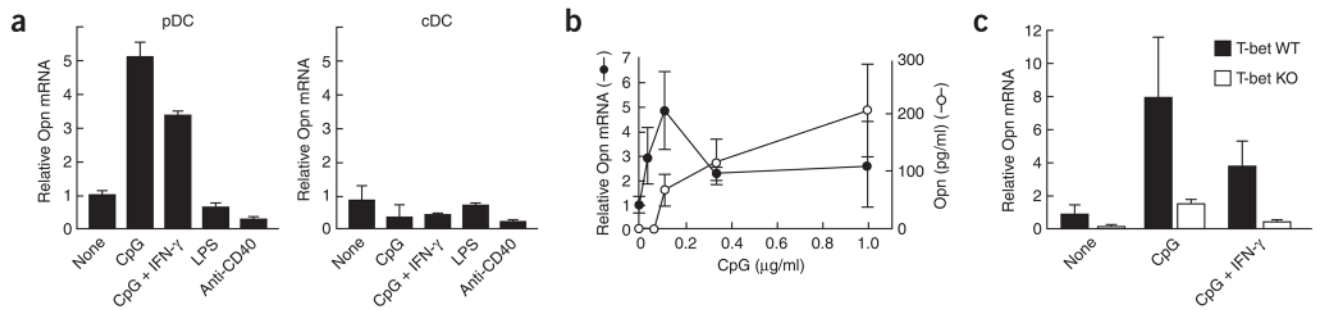 a
pDC
Relative Opn mRNA
5
4
3
2
1
0
None
CpG
CpG + IFN-γ
LPS
Anti-CD40
cDC
Relative Opn mRNA
5
4
3
2
1
0
None
CpG
CpG + IFN-γ
LPS
Anti-CD40
b
Relative Opn mRNA (–●–)
7
6
5
4
3
2
1
0
0 0.2 0.4 0.6 0.8 1.0
CpG (μg/ml)
300
200
100
0
Opn (pg/ml) (–○–)
c
Relative Opn mRNA
12
10
8
6
4
2
0
T-bet WT
T-bet KO
None
CpG
CpG + IFN-γ